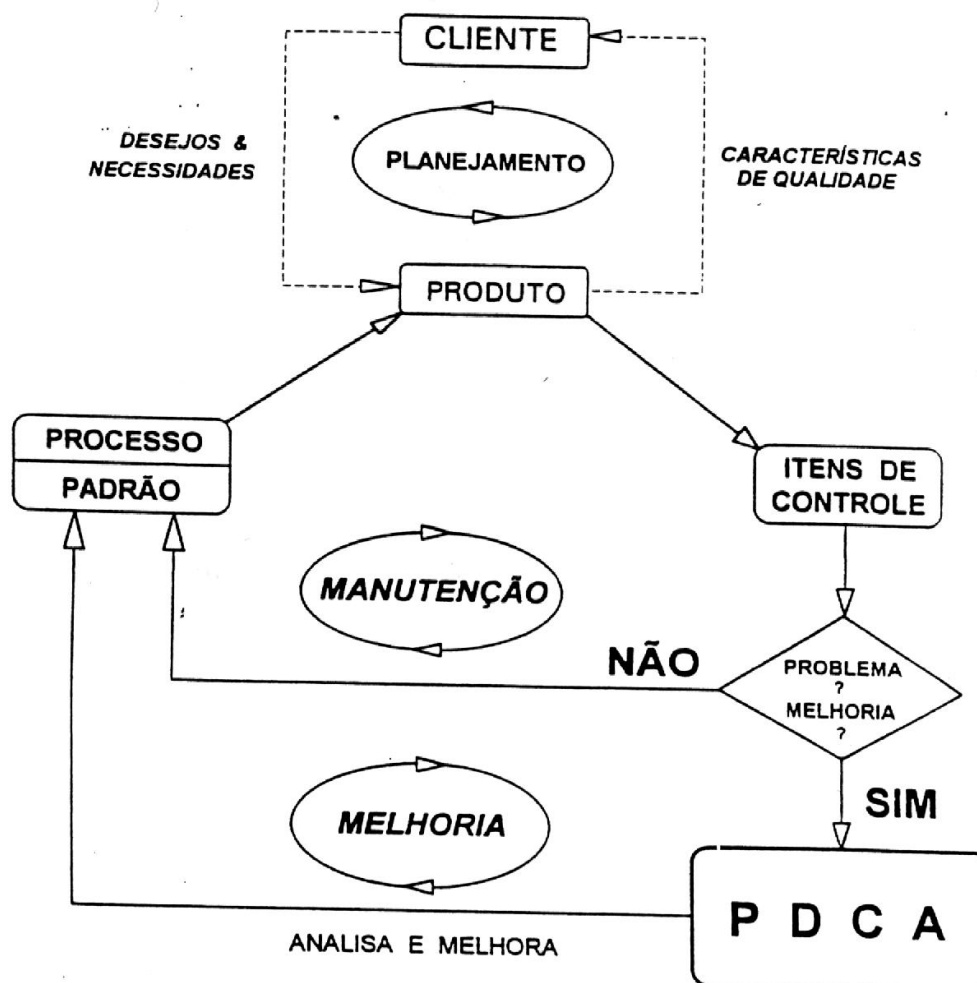 CLIENTE
DESEJOS &
NECESSIDADES
PLANEJAMENTO
CARACTERÍSTICAS
DE QUALIDADE
PRODUTO
PROCESSO
PADRÃO
ITENS DE
CONTROLE
MANUTENÇÃO
NÃO
PROBLEMA
?
MELHORIA
?
SIM
MELHORIA
P D C A
ANALISA E MELHORA